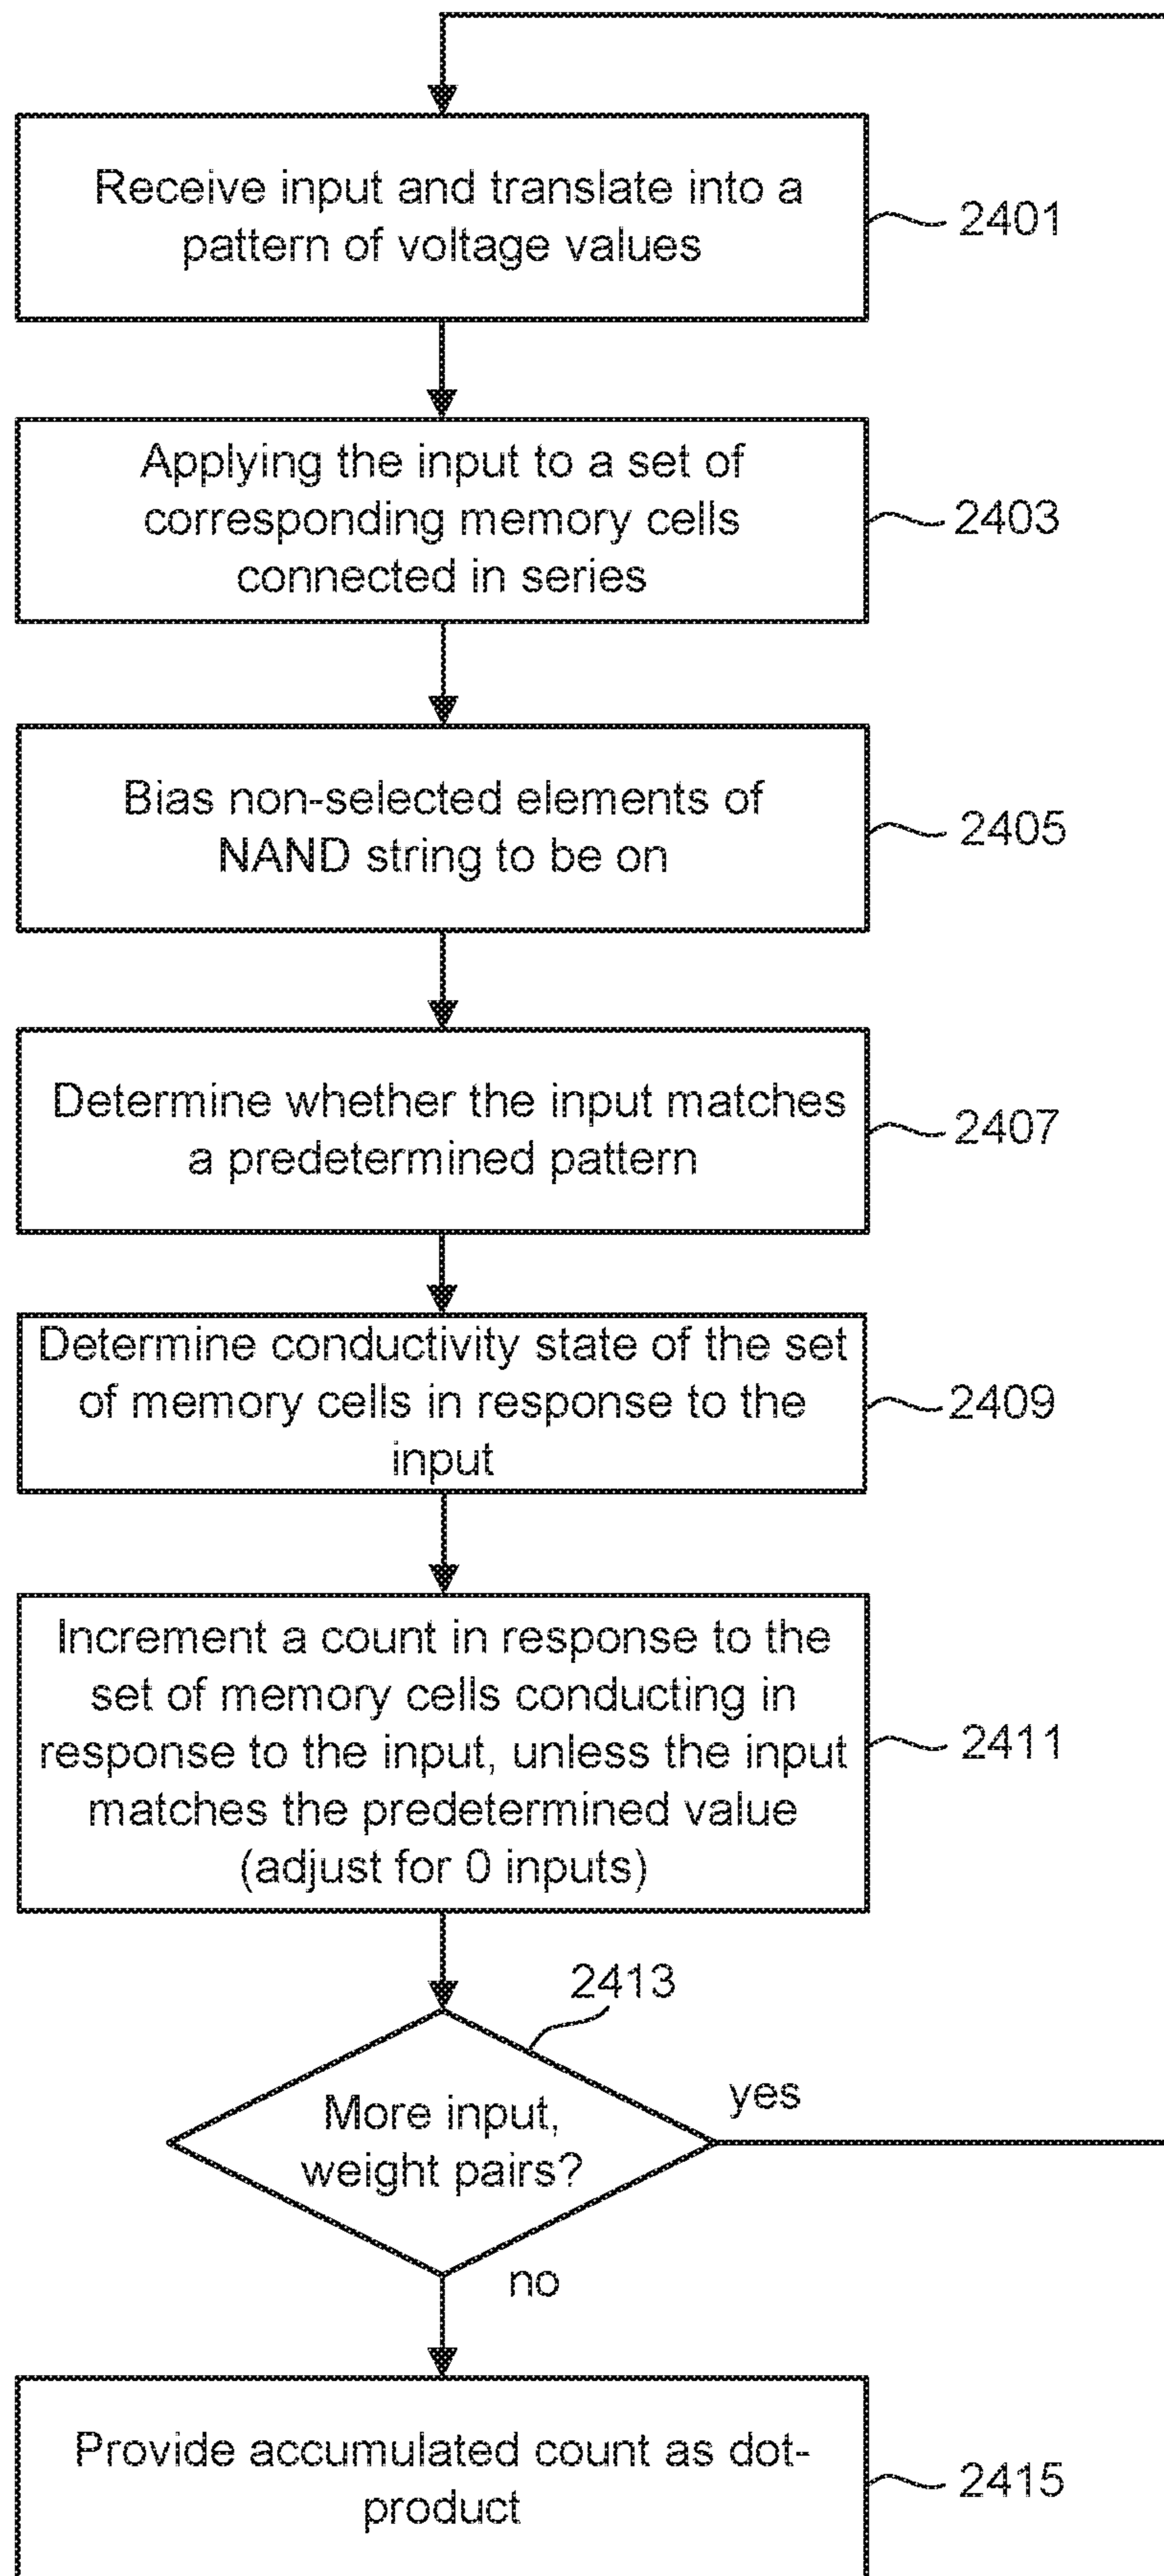 Receive input and translate into a
pattern of voltage values
2401
Applying the input to a set of
corresponding memory cells
connected in series
2403
Bias non-selected elements of
NAND string to be on
2405
Determine whether the input matches
a predetermined pattern
2407
Determine conductivity state of the set
of memory cells in response to the
input
2409
Increment a count in response to the
set of memory cells conducting in
response to the input, unless the input
matches the predetermined value
(adjust for 0 inputs)
2411
2413
More input,
weight pairs?
yes
no
Provide accumulated count as dot-
product
2415